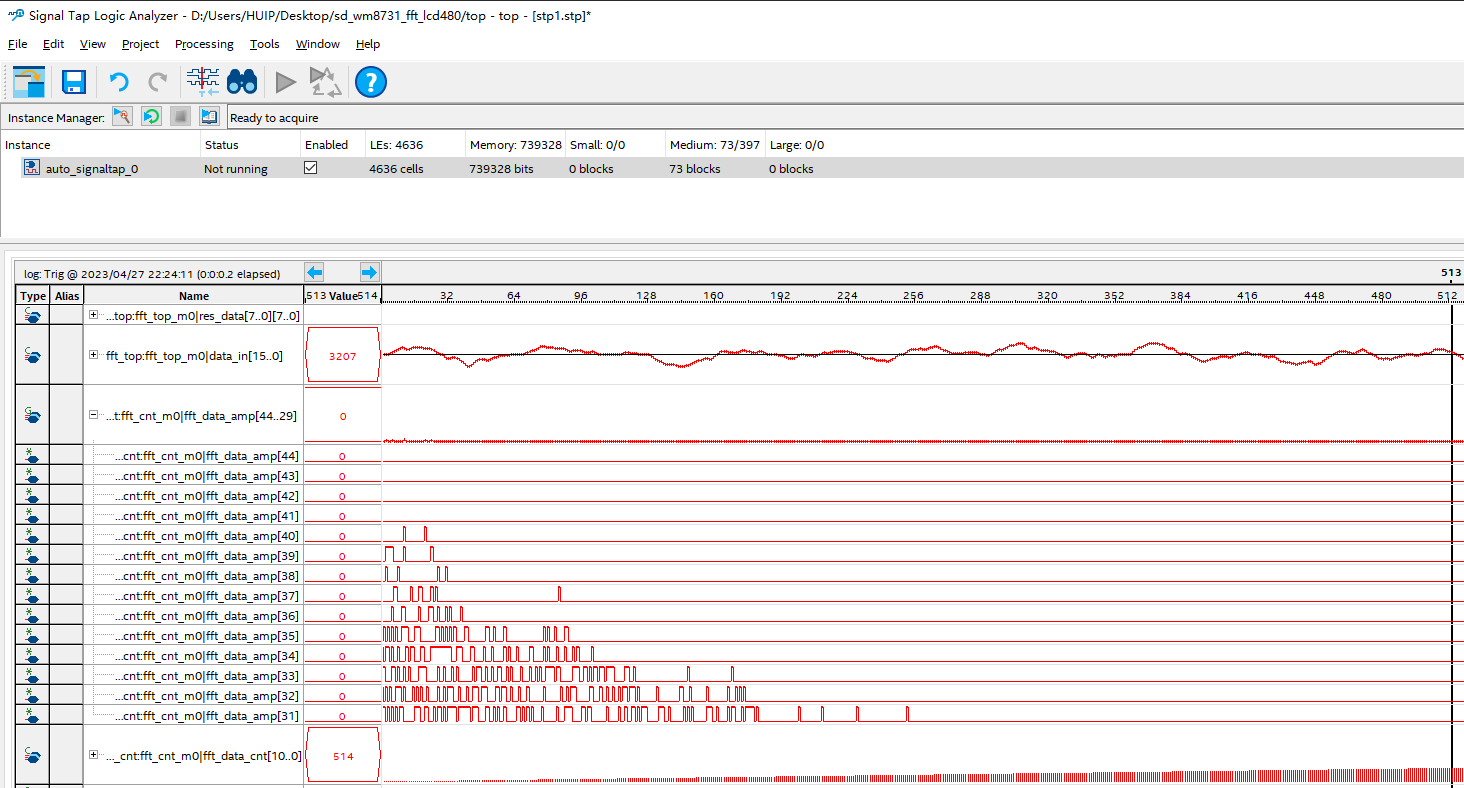 Signal Tap Logic Analyzer - D:/Users/HUIP/Desktop/sd_wm8731_fft_lcd480/top - top - [stp1.stp]*
File Edit View Project Processing Tools Window Help
Instance Manager: Ready to acquire
Instance Status Enabled LEs: 4636 Memory: 739328 Small: 0/0 Medium: 73/397 Large: 0/0
auto_signaltap_0 Not running 4636 cells 739328 bits 0 blocks 73 blocks 0 blocks
log: Trig @ 2023/04/27 22:24:11 (0:0:0.2 elapsed) 513
Type Alias Name 513 Value 514 32 64 96 128 160 192 224 256 288 320 352 384 416 448 480 512
...top:fft_top_m0|res_data[7..0][7..0]
fft_top:fft_top_m0|data_in[15..0] 3207
...t:fft_cnt_m0|fft_data_amp[44..29] 0
...cnt:fft_cnt_m0|fft_data_amp[44] 0
...cnt:fft_cnt_m0|fft_data_amp[43] 0
...cnt:fft_cnt_m0|fft_data_amp[42] 0
...cnt:fft_cnt_m0|fft_data_amp[41] 0
...cnt:fft_cnt_m0|fft_data_amp[40] 0
...cnt:fft_cnt_m0|fft_data_amp[39] 0
...cnt:fft_cnt_m0|fft_data_amp[38] 0
...cnt:fft_cnt_m0|fft_data_amp[37] 0
...cnt:fft_cnt_m0|fft_data_amp[36] 0
...cnt:fft_cnt_m0|fft_data_amp[35] 0
...cnt:fft_cnt_m0|fft_data_amp[34] 0
...cnt:fft_cnt_m0|fft_data_amp[33] 0
...cnt:fft_cnt_m0|fft_data_amp[32] 0
...cnt:fft_cnt_m0|fft_data_amp[31] 0
..._cnt:fft_cnt_m0|fft_data_cnt[10..0] 514